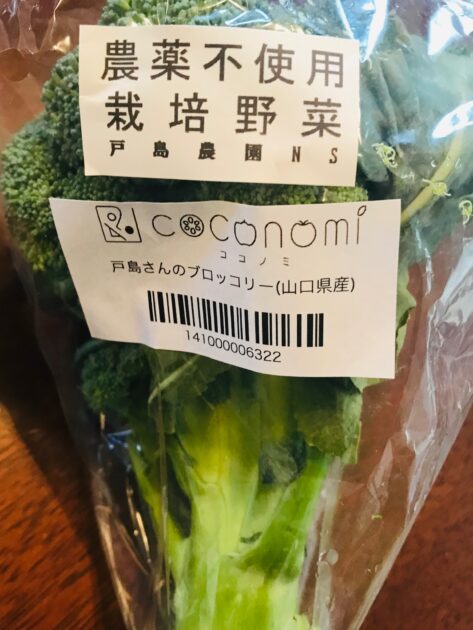 農薬不使用
栽培野菜
戸島農園NS
coconomi
ココノミ
戸島さんのブロッコリー(山口県産)
141000006322